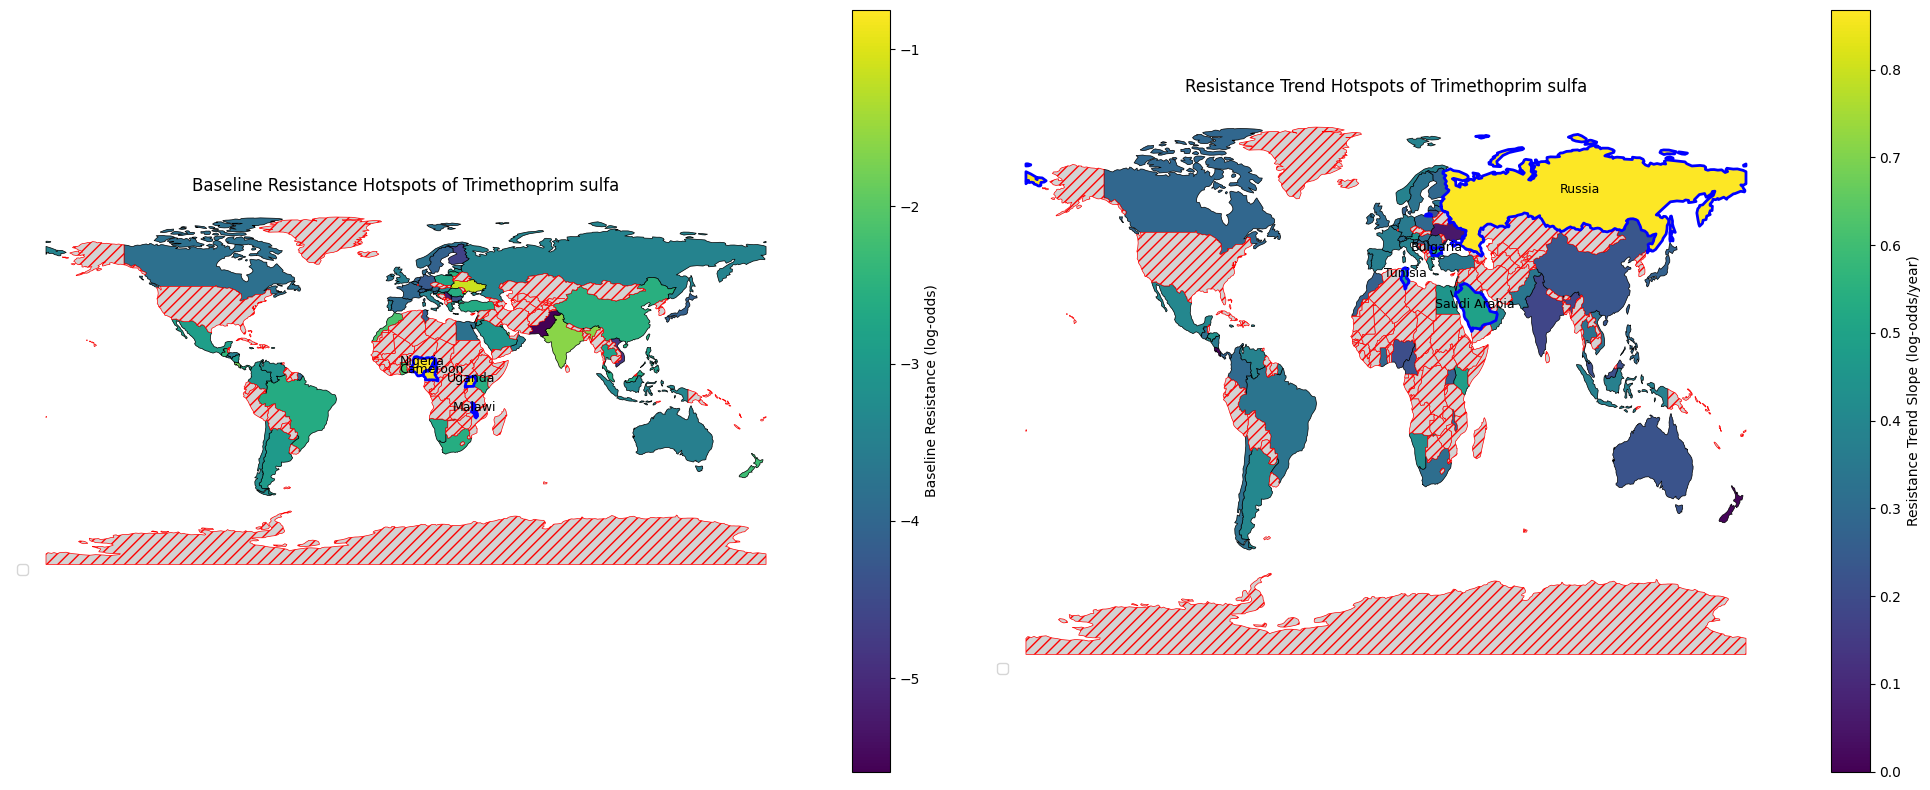 Baseline Resistance Hotspots of Trimethoprim sulfa
Nigeria
Cameroon
Uganda
Malawi
−1
−2
−3
−4
−5
Baseline Resistance (log-odds)
Resistance Trend Hotspots of Trimethoprim sulfa
Russia
Bulgaria
Tunisia
Saudi Arabia
0.8
0.7
0.6
0.5
0.4
0.3
0.2
0.1
0.0
Resistance Trend Slope (log-odds/year)